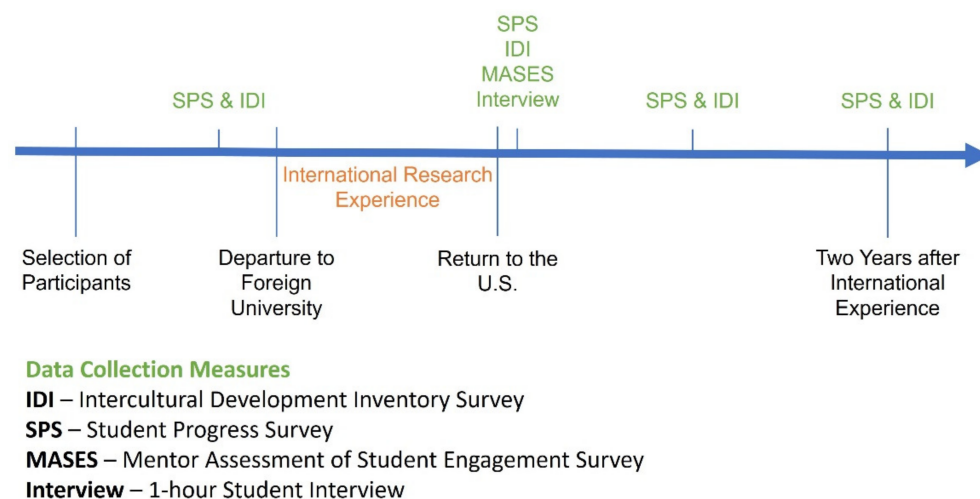 SPS
IDI
MASES
Interview
SPS & IDI
SPS & IDI
SPS & IDI
International Research
Experience
Selection of
Participants
Departure to
Foreign
University
Return to the
U.S.
Two Years after
International
Experience
Data Collection Measures
IDI – Intercultural Development Inventory Survey
SPS – Student Progress Survey
MASES – Mentor Assessment of Student Engagement Survey
Interview – 1-hour Student Interview